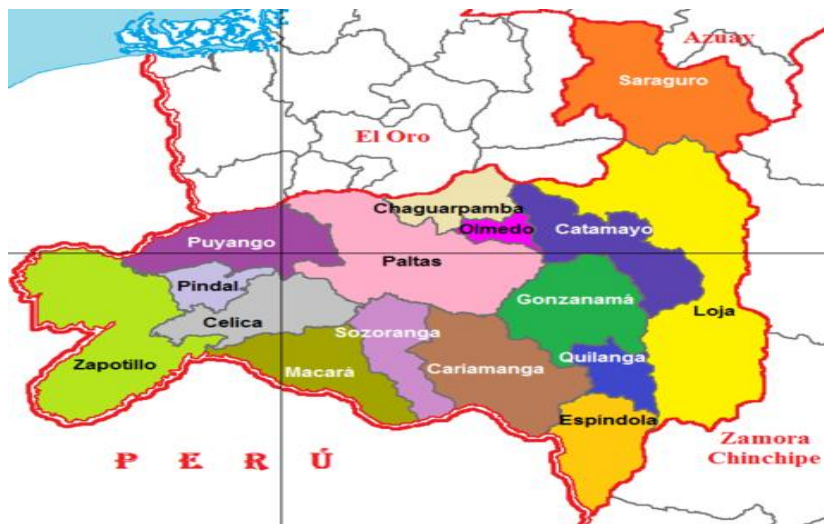 Azuay
Saraguro
El Oro
Chaguarpamba
Olmedo
Catamayo
Puyango
Paltas
Pindal
Gonzanamá
Celica
Loja
Sozoranga
Zapotillo
Macará
Cariamanga
Quilanga
Espíndola
Zamora
Chinchipe
PERÚ